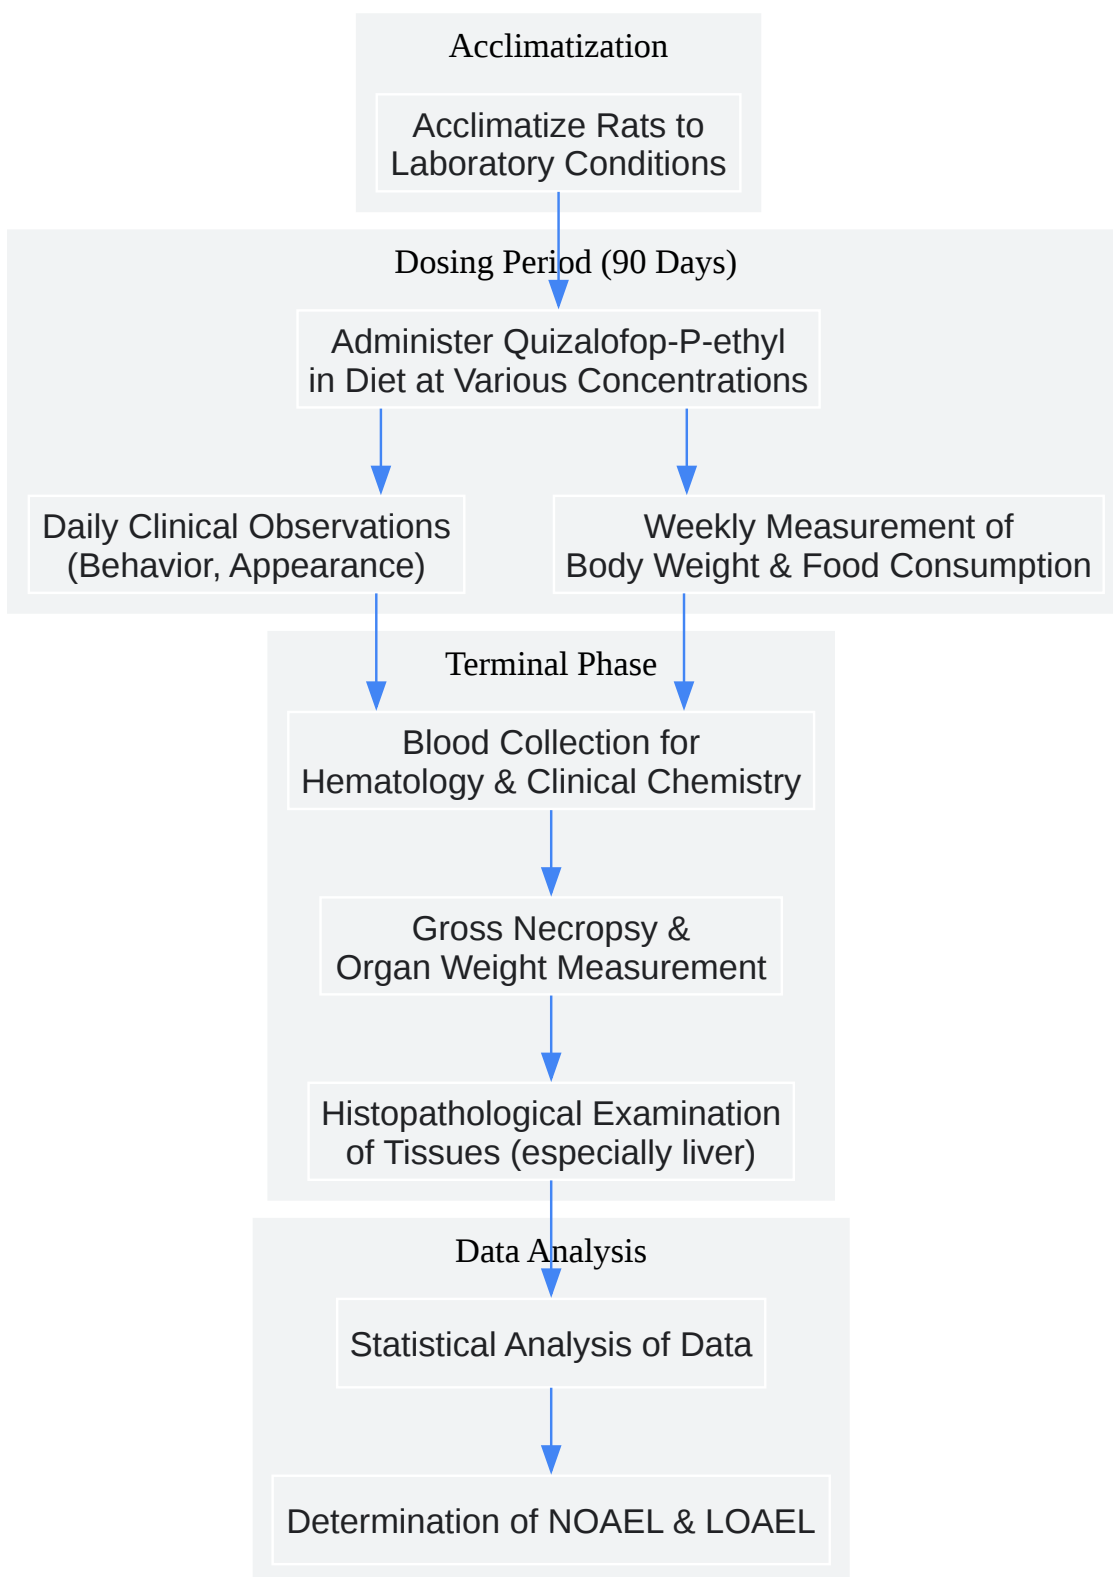 Acclimatization
Acclimatize Rats to
Laboratory Conditions
Dosing Period (90 Days)
Administer Quizalofop-P-ethyl
in Diet at Various Concentrations
Daily Clinical Observations
(Behavior, Appearance)
Weekly Measurement of
Body Weight & Food Consumption
Terminal Phase
Blood Collection for
Hematology & Clinical Chemistry
Gross Necropsy &
Organ Weight Measurement
Histopathological Examination
of Tissues (especially liver)
Data Analysis
Statistical Analysis of Data
Determination of NOAEL & LOAEL